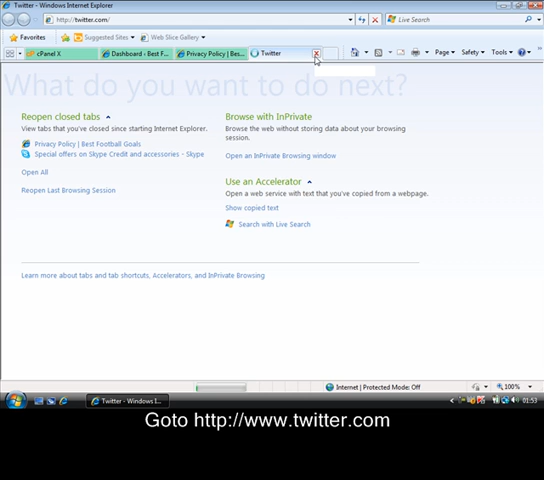 Twitter - Windows Internet Explorer
http://twitter.com/
Live Search
Favorites
Suggested Sites
Web Slice Gallery
cPanel X
Dashboard - Best F...
Privacy Policy | Bes...
Twitter
Page
Safety
Tools
What do you want to do next?
Reopen closed tabs
View tabs that you've closed since starting Internet Explorer.
Privacy Policy | Best Football Goals
Special offers on Skype Credit and accessories - Skype
Open All
Reopen Last Browsing Session
Browse with InPrivate
Browse the web without storing data about your browsing
session.
Open an InPrivate Browsing window
Use an Accelerator
Open a web service with text that you've copied from a webpage.
Show copied text
Search with Live Search
Learn more about tabs and tab shortcuts, Accelerators, and InPrivate Browsing
Internet | Protected Mode: Off
100%
Twitter - Windows I...
01:53
Goto http://www.twitter.com